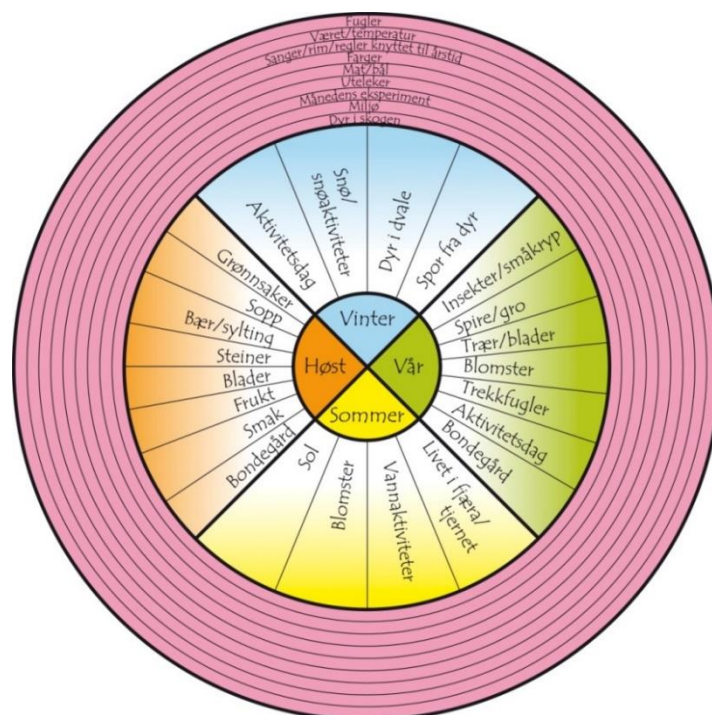 Fugler
Været/temperatur
Sanger/rim/regler knyttet til årstid
Farger
Mat/bål
Uteleker
Månedens eksperiment
Miljø
Dyr i skogen
Aktivitetsdag
Snø/
snøaktiviteter
Dyr i dvale
Spor fra dyr
Insekter/småkryp
Spire/gro
Trær/blader
Blomster
Trekkfugler
Aktivitetsdag
Bondegård
Livet i fjæra/
tjernet
Vannaktiviteter
Blomster
Sol
Bondegård
Smak
Frukt
Blader
Steiner
Bær/sylting
Sopp
Grønnsaker
Vinter
Vår
Sommer
Høst